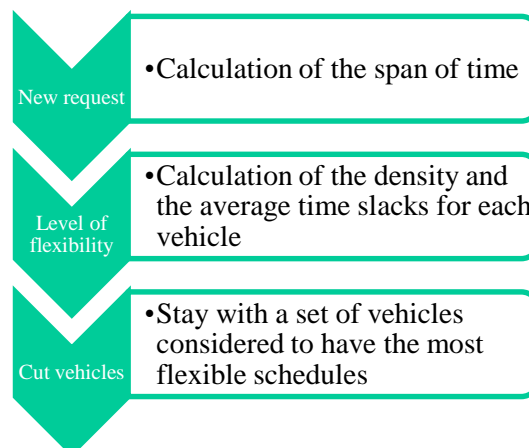 New request
•Calculation of the span of time
Level of
flexibility
•Calculation of the density and
the average time slacks for each
vehicle
Cut vehicles
•Stay with a set of vehicles
considered to have the most
flexible schedules